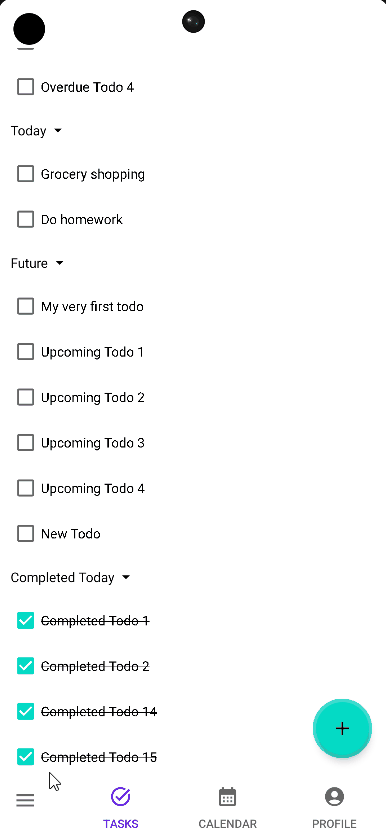 Overdue Todo 4
Today
Grocery shopping
Do homework
Future
My very first todo
Upcoming Todo 1
Upcoming Todo 2
Upcoming Todo 3
Upcoming Todo 4
New Todo
Completed Today
Completed Todo 1
Completed Todo 2
Completed Todo 14
Completed Todo 15
TASKS
CALENDAR
PROFILE